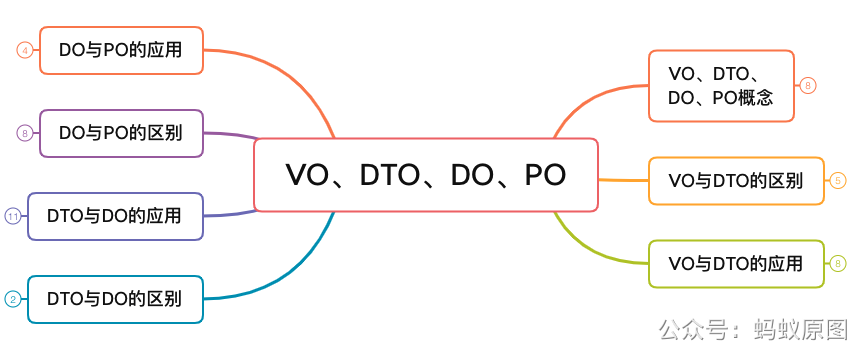 VO、DTO、DO、PO
VO、DTO、
DO、PO概念
8
VO与DTO的区别
5
VO与DTO的应用
8
4
DO与PO的应用
8
DO与PO的区别
11
DTO与DO的应用
2
DTO与DO的区别
公众号：蚂蚁原图